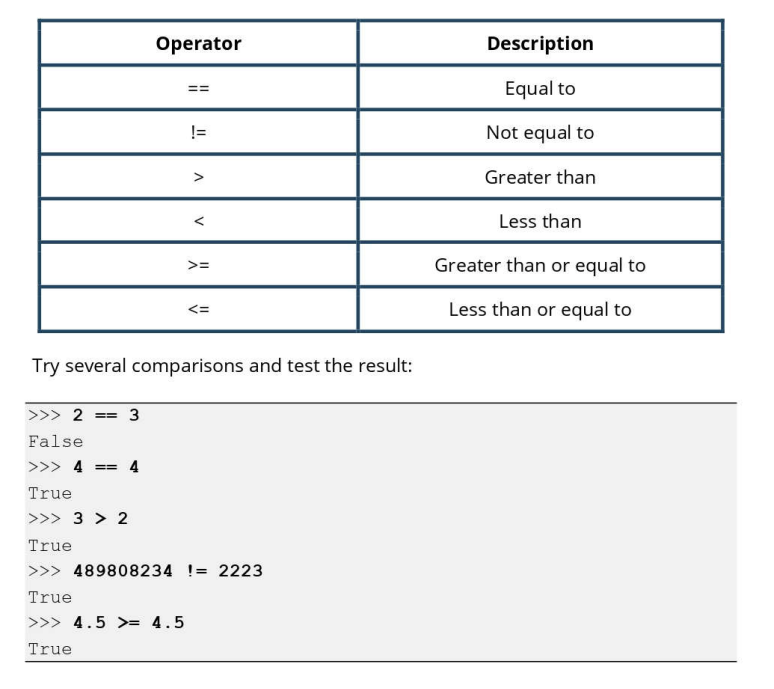 Operator Description
== Equal to
!= Not equal to
> Greater than
< Less than
>= Greater than or equal to
<= Less than or equal to
Try several comparisons and test the result:
>>> 2 == 3
False
>>> 4 == 4
True
>>> 3 > 2
True
>>> 489808234 != 2223
True
>>> 4.5 >= 4.5
True